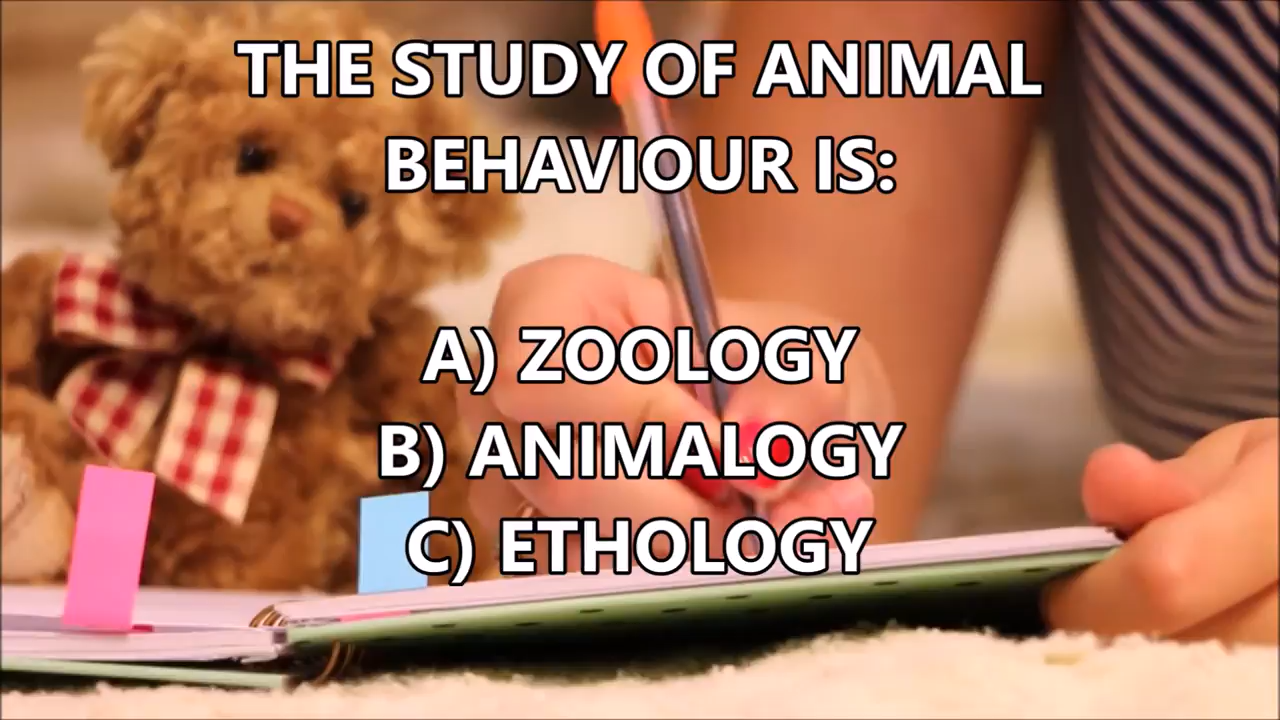 THE STUDY OF ANIMAL
BEHAVIOUR IS:
A) ZOOLOGY
B) ANIMALOGY
C) ETHOLOGY